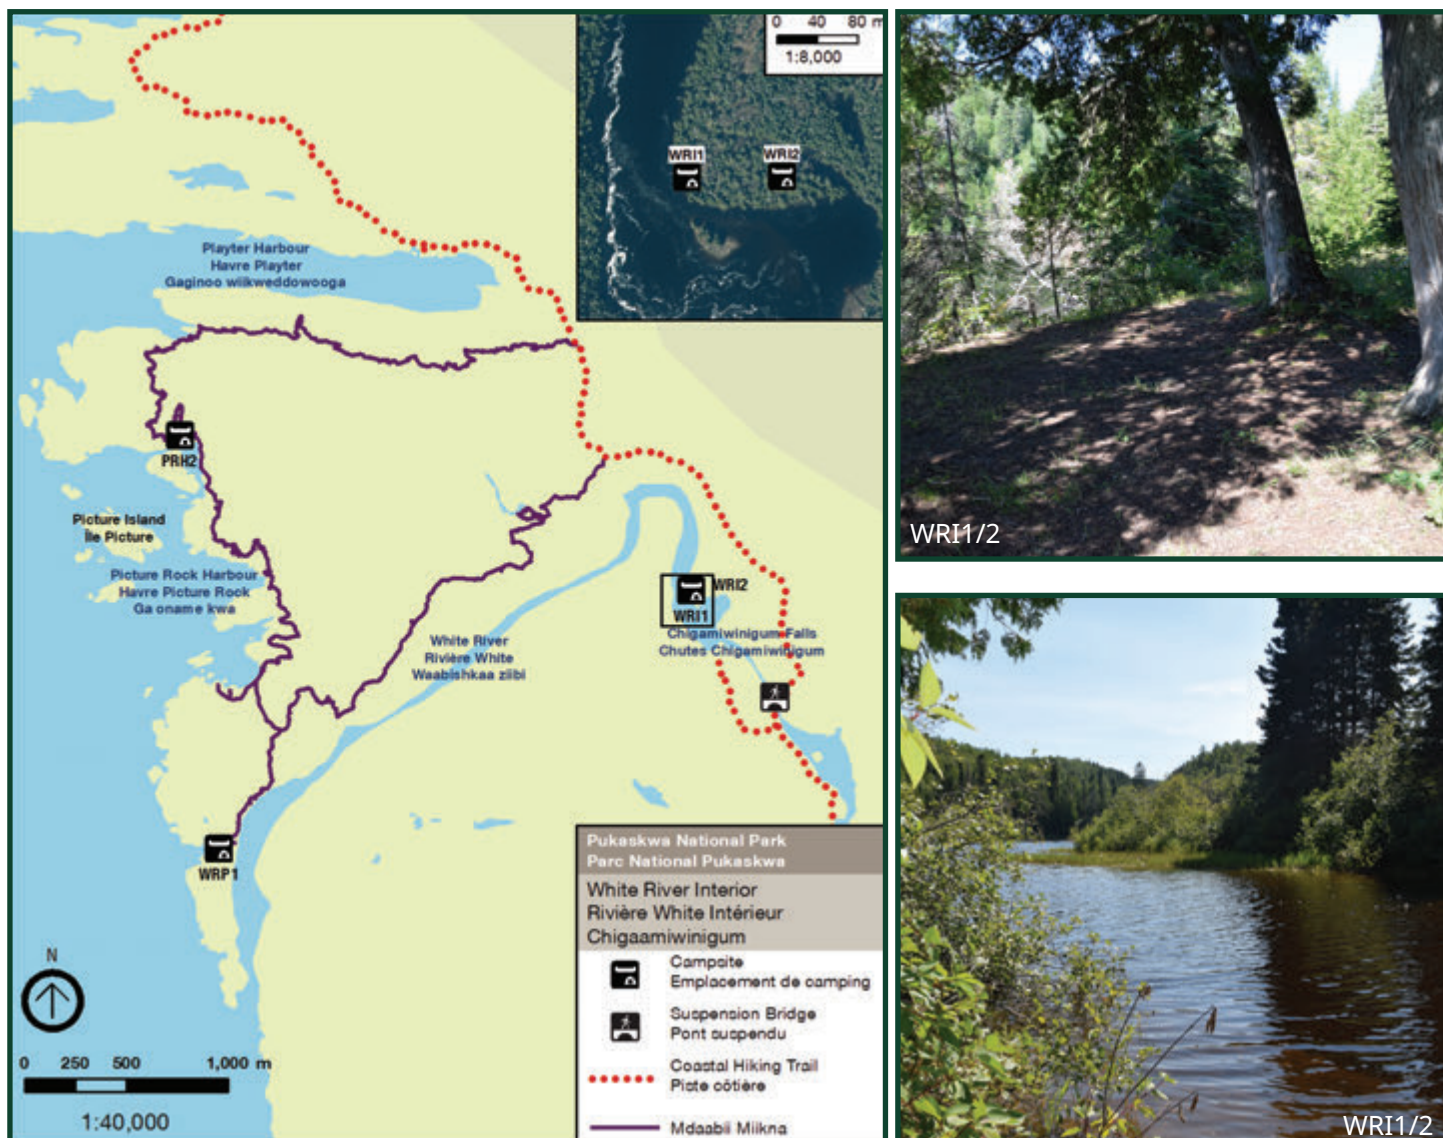 0 40 80 m
1:8,000
WRI1
WRI2
Playter Harbour
Havre Playter
Gaginoo wiikweddowooga
PRH2
Picture Island
Île Picture
Picture Rock Harbour
Havre Picture Rock
Ga oname kwa
WRI2
WRI1
Chigamiwinigum Falls
Chutes Chigamiwinigum
White River
Rivière White
Waabishkaa ziibi
WRP1
N
0 250 500 1,000 m
1:40,000
Pukaskwa National Park
Parc National Pukaskwa
White River Interior
Rivière White Intérieur
Chigaamiwinigum
Campsite
Emplacement de camping
Suspension Bridge
Pont suspendu
Coastal Hiking Trail
Piste côtière
Mdaabii Miikna
WRI1/2
WRI1/2